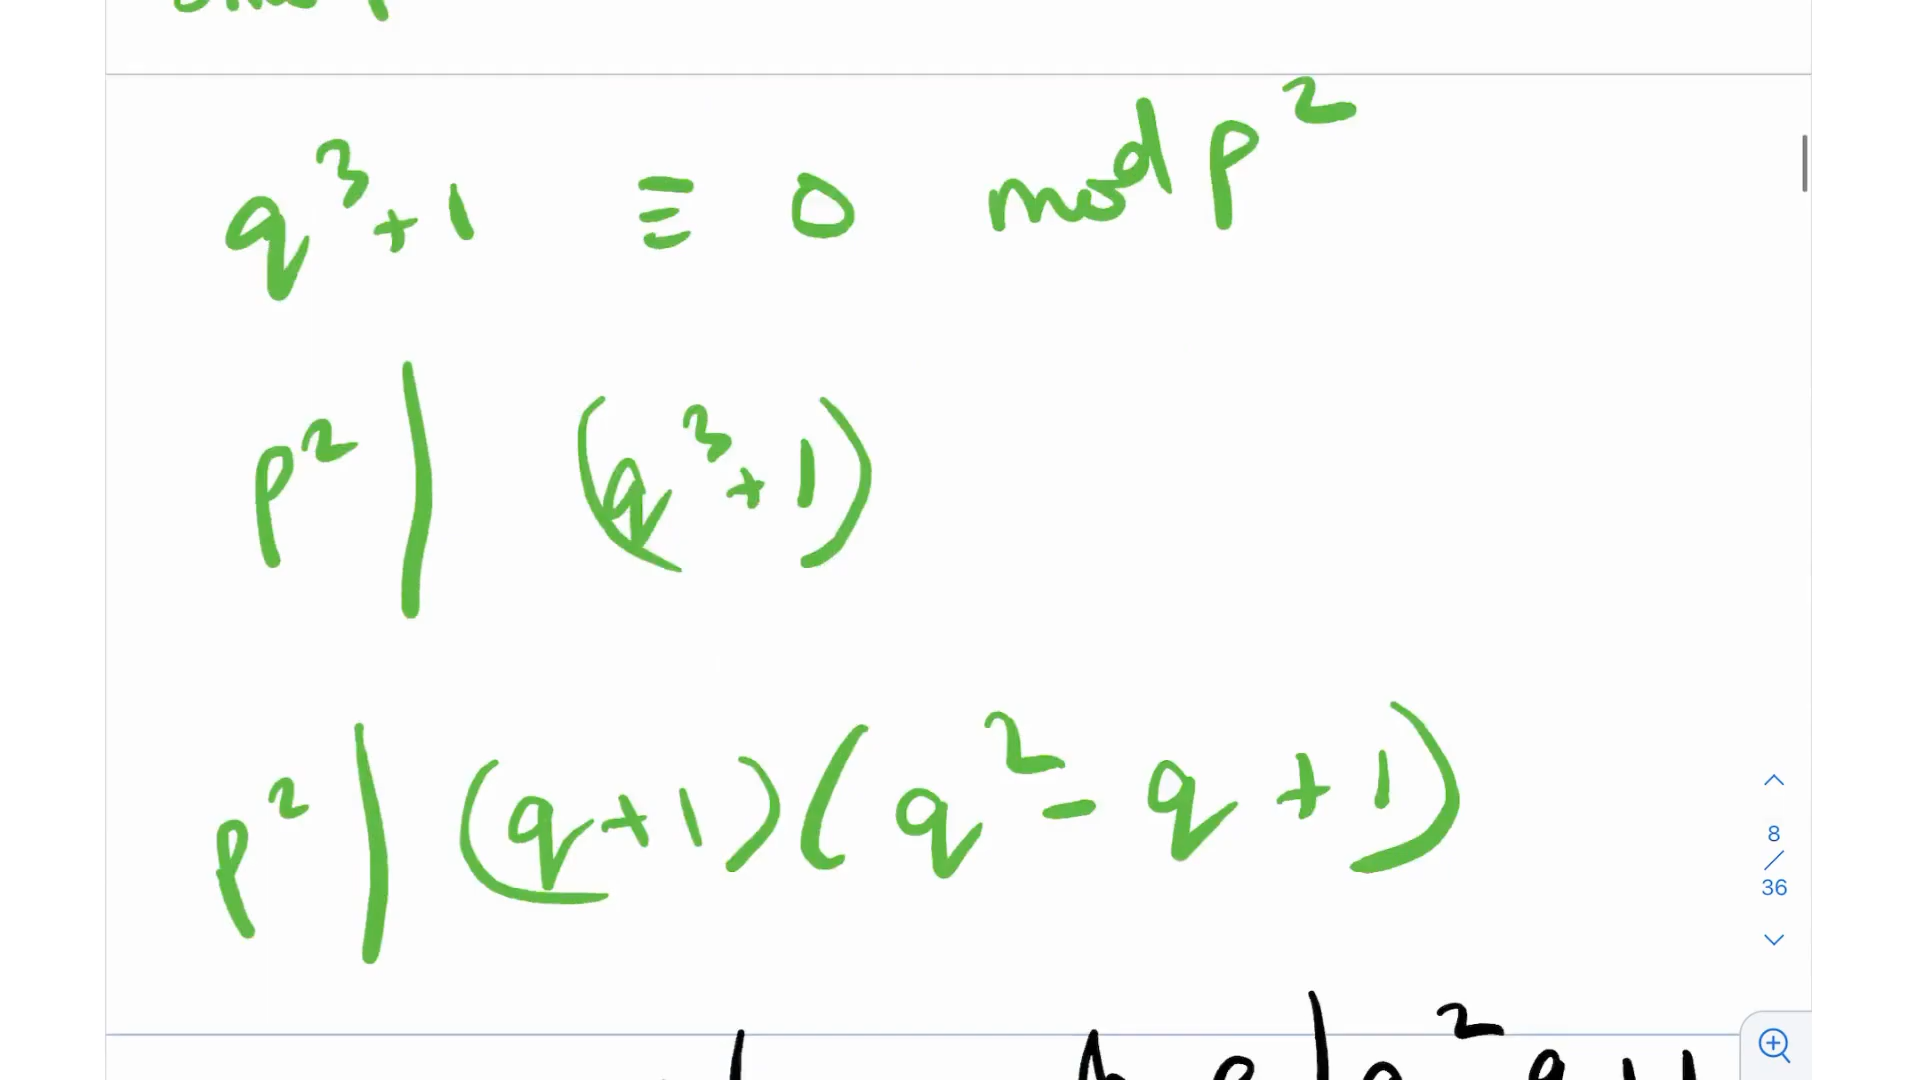 q³+1 ≡ 0 mod p²
p² | (q³+1)
p² | (q+1)(q²-q+1)
8
/
36